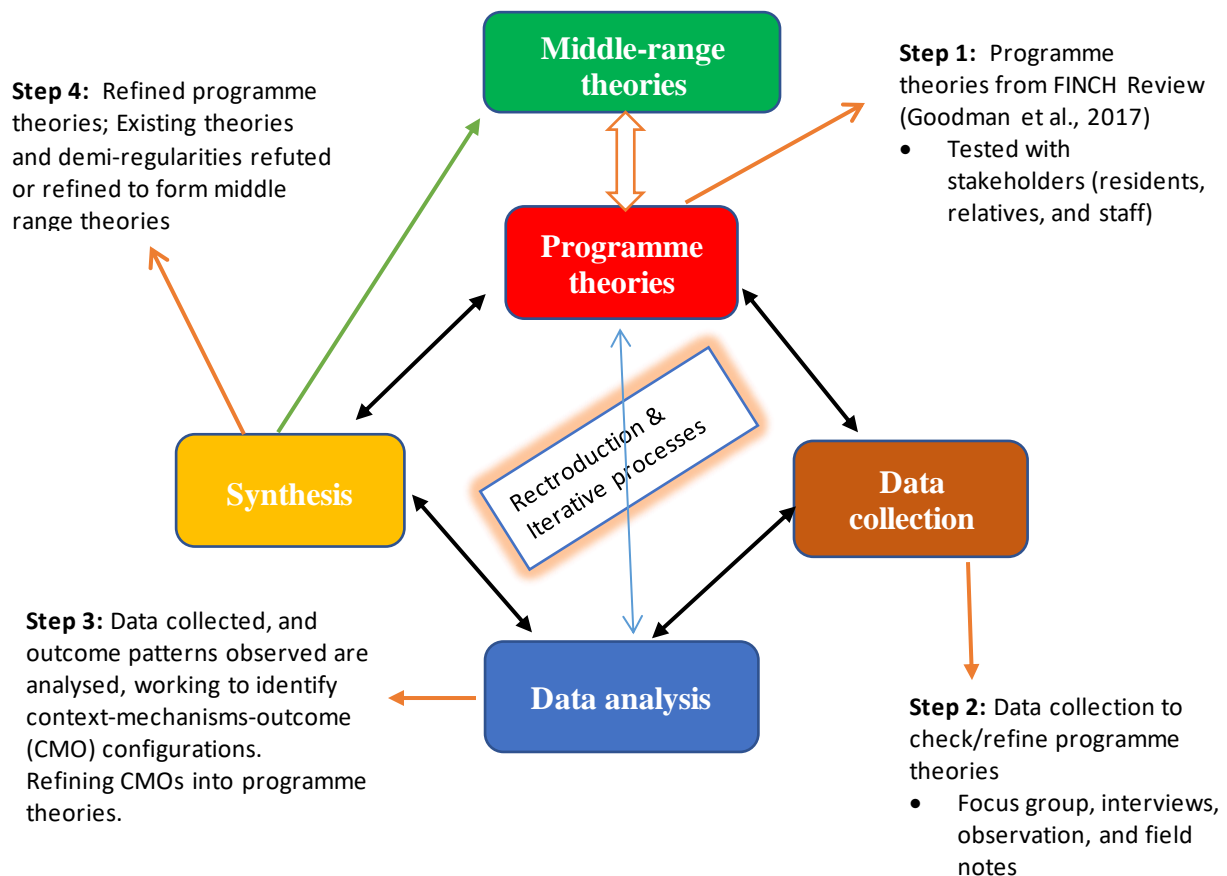 Middle-range
theories
Step 1: Programme
theories from FINCH Review
(Goodman et al., 2017)
• Tested with
stakeholders (residents,
relatives, and staff)
Step 4: Refined programme
theories; Existing theories
and demi-regularities refuted
or refined to form middle
range theories
Programme
theories
Rectroduction &
Iterative processes
Synthesis
Data
collection
Step 3: Data collected, and
outcome patterns observed are
analysed, working to identify
context-mechanisms-outcome
(CMO) configurations.
Refining CMOs into programme
theories.
Data analysis
Step 2: Data collection to
check/refine programme
theories
• Focus group, interviews,
observation, and field
notes